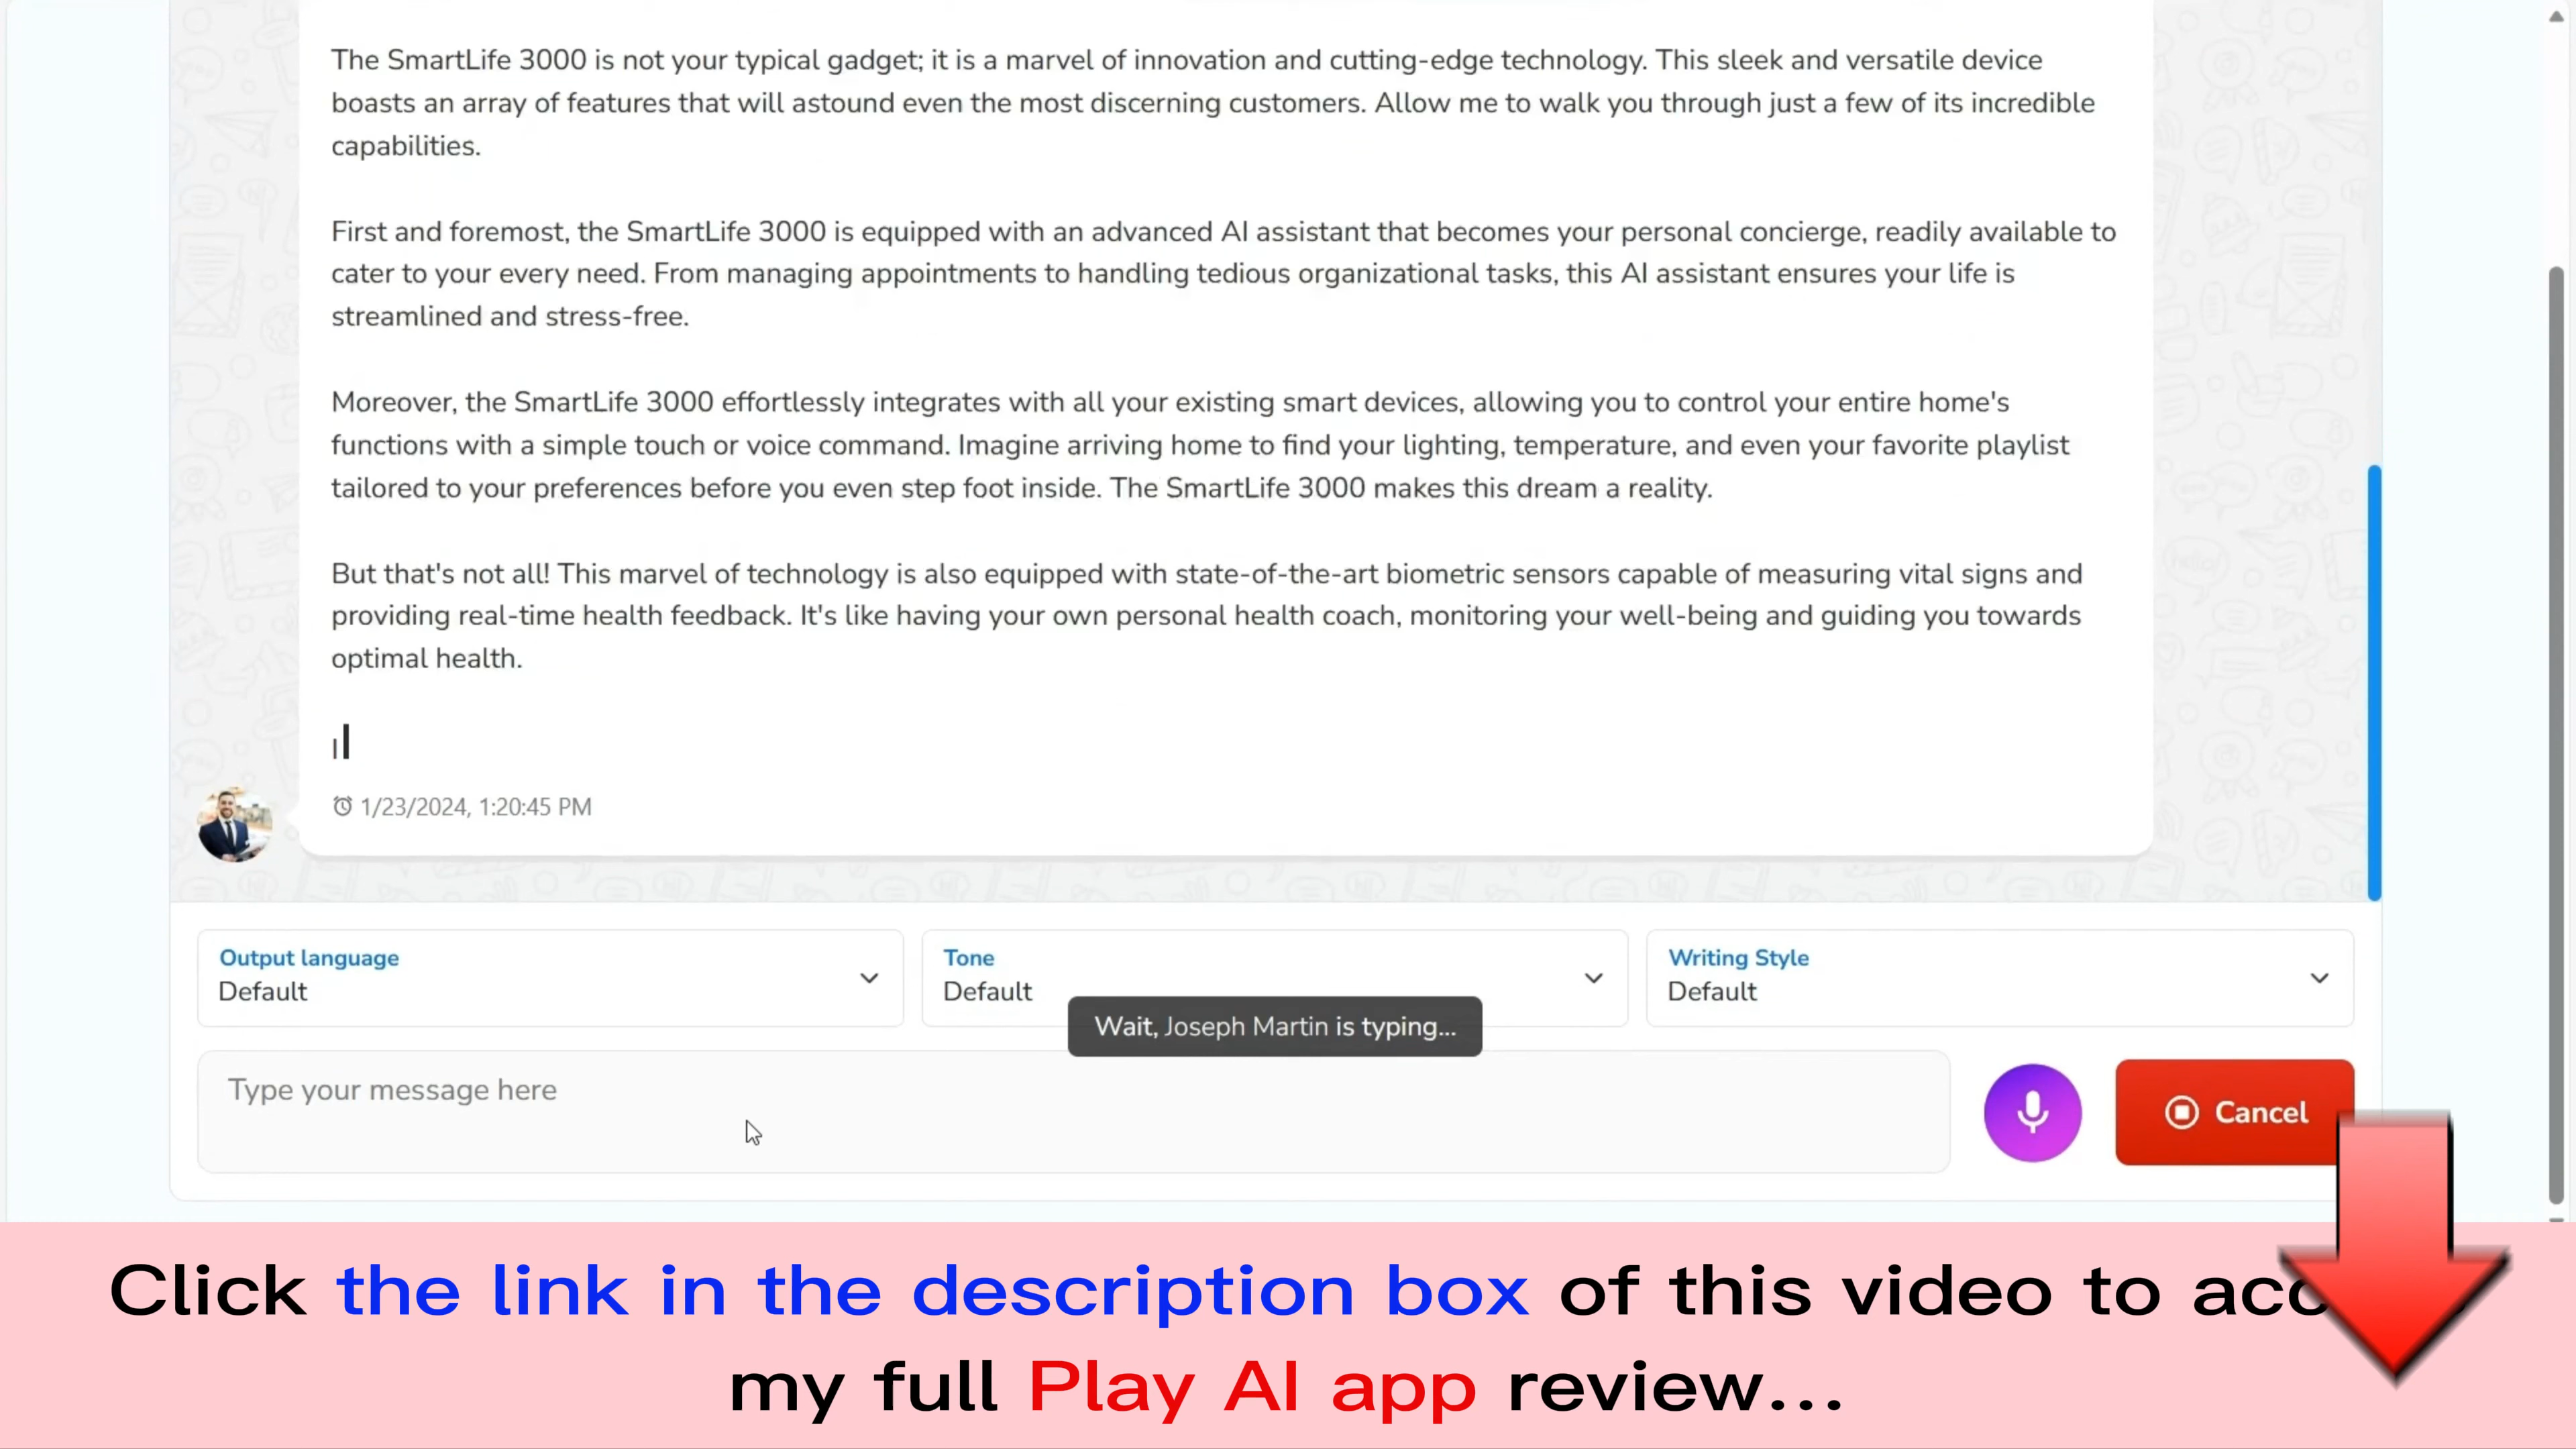 The SmartLife 3000 is not your typical gadget; it is a marvel of innovation and cutting-edge technology. This sleek and versatile device
boasts an array of features that will astound even the most discerning customers. Allow me to walk you through just a few of its incredible
capabilities.
First and foremost, the SmartLife 3000 is equipped with an advanced AI assistant that becomes your personal concierge, readily available to
cater to your every need. From managing appointments to handling tedious organizational tasks, this AI assistant ensures your life is
streamlined and stress-free.
Moreover, the SmartLife 3000 effortlessly integrates with all your existing smart devices, allowing you to control your entire home's
functions with a simple touch or voice command. Imagine arriving home to find your lighting, temperature, and even your favorite playlist
tailored to your preferences before you even step foot inside. The SmartLife 3000 makes this dream a reality.
But that's not all! This marvel of technology is also equipped with state-of-the-art biometric sensors capable of measuring vital signs and
providing real-time health feedback. It's like having your own personal health coach, monitoring your well-being and guiding you towards
optimal health.
1/23/2024, 1:20:45 PM
Output language
Default
Tone
Default
Writing Style
Default
Wait, Joseph Martin is typing...
Type your message here
Cancel
Click the link in the description box of this video to
my full Play AI app review...